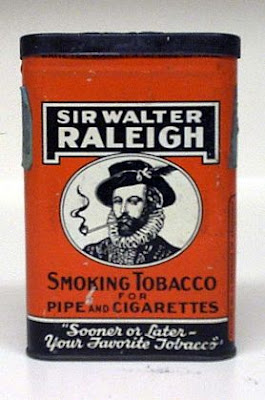 SIR WALTER
RALEIGH
SMOKING TOBACCO
FOR
PIPE AND CIGARETTES
"Sooner or Later-
Your Favorite Tobacco"